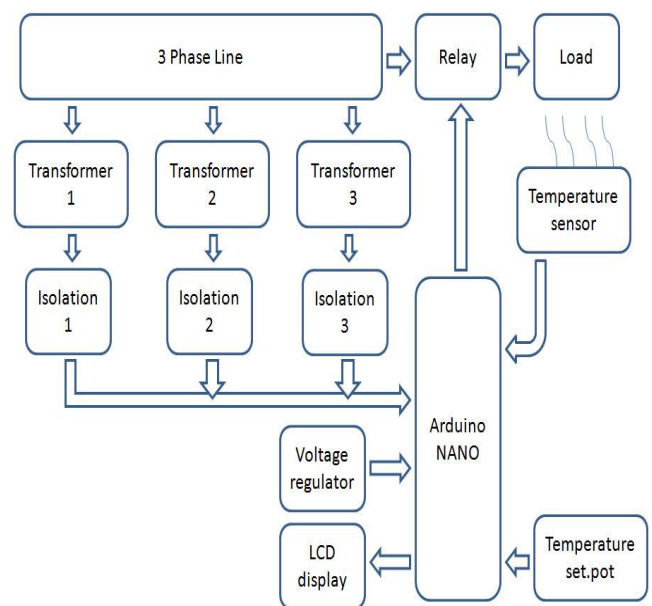 3 Phase Line
Relay
Load
Transformer
1
Transformer
2
Transformer
3
Temperature
sensor
Isolation
1
Isolation
2
Isolation
3
Arduino
NANO
Voltage
regulator
LCD
display
Temperature
set.pot